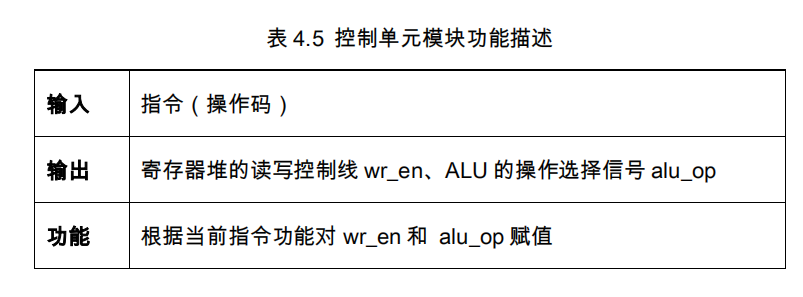 表 4.5 控制单元模块功能描述
输入 指令（操作码）
输出 寄存器堆的读写控制线 wr_en、ALU 的操作选择信号 alu_op
功能 根据当前指令功能对 wr_en 和 alu_op 赋值